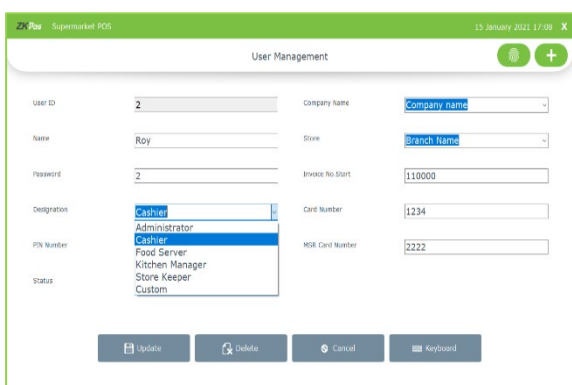 ZKPos Supermarket POS 15 January 2021 17:08 X
User Management
User ID 2 Company Name Company name
Name Roy Store Branch Name
Password 2 Invoice No.Start 110000
Designation Cashier Card Number 1234
Administrator
PIN Number Cashier MSR Card Number 2222
Food Server
Kitchen Manager
Status Store Keeper
Custom
Update Delete Cancel Keyboard